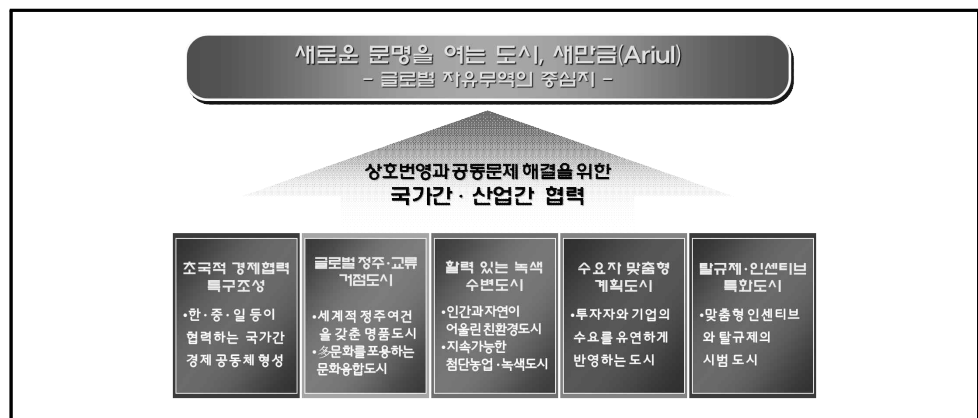 새로운 문명을 여는 도시, 새만금(Ariul)
- 글로벌 자유무역의 중심지 -
상호번영과 공동문제 해결을 위한
국가간 · 산업간 협력
초국적 경제협력
특구조성
•한·중·일 등이
협력하는 국가간
경제 공동체 형성
글로벌 정주·교류
거점도시
•세계적 정주여건
을 갖춘 명품도시
•多문화를 포용하는
문화융합도시
활력 있는 녹색
수변도시
•인간과 자연이
어울린 친환경도시
•지속가능한
첨단농업·녹색도시
수요자 맞춤형
계획도시
•투자자와 기업의
수요를 유연하게
반영하는 도시
탈규제·인센티브
특화도시
•맞춤형 인센티브
와 탈규제의
시범 도시